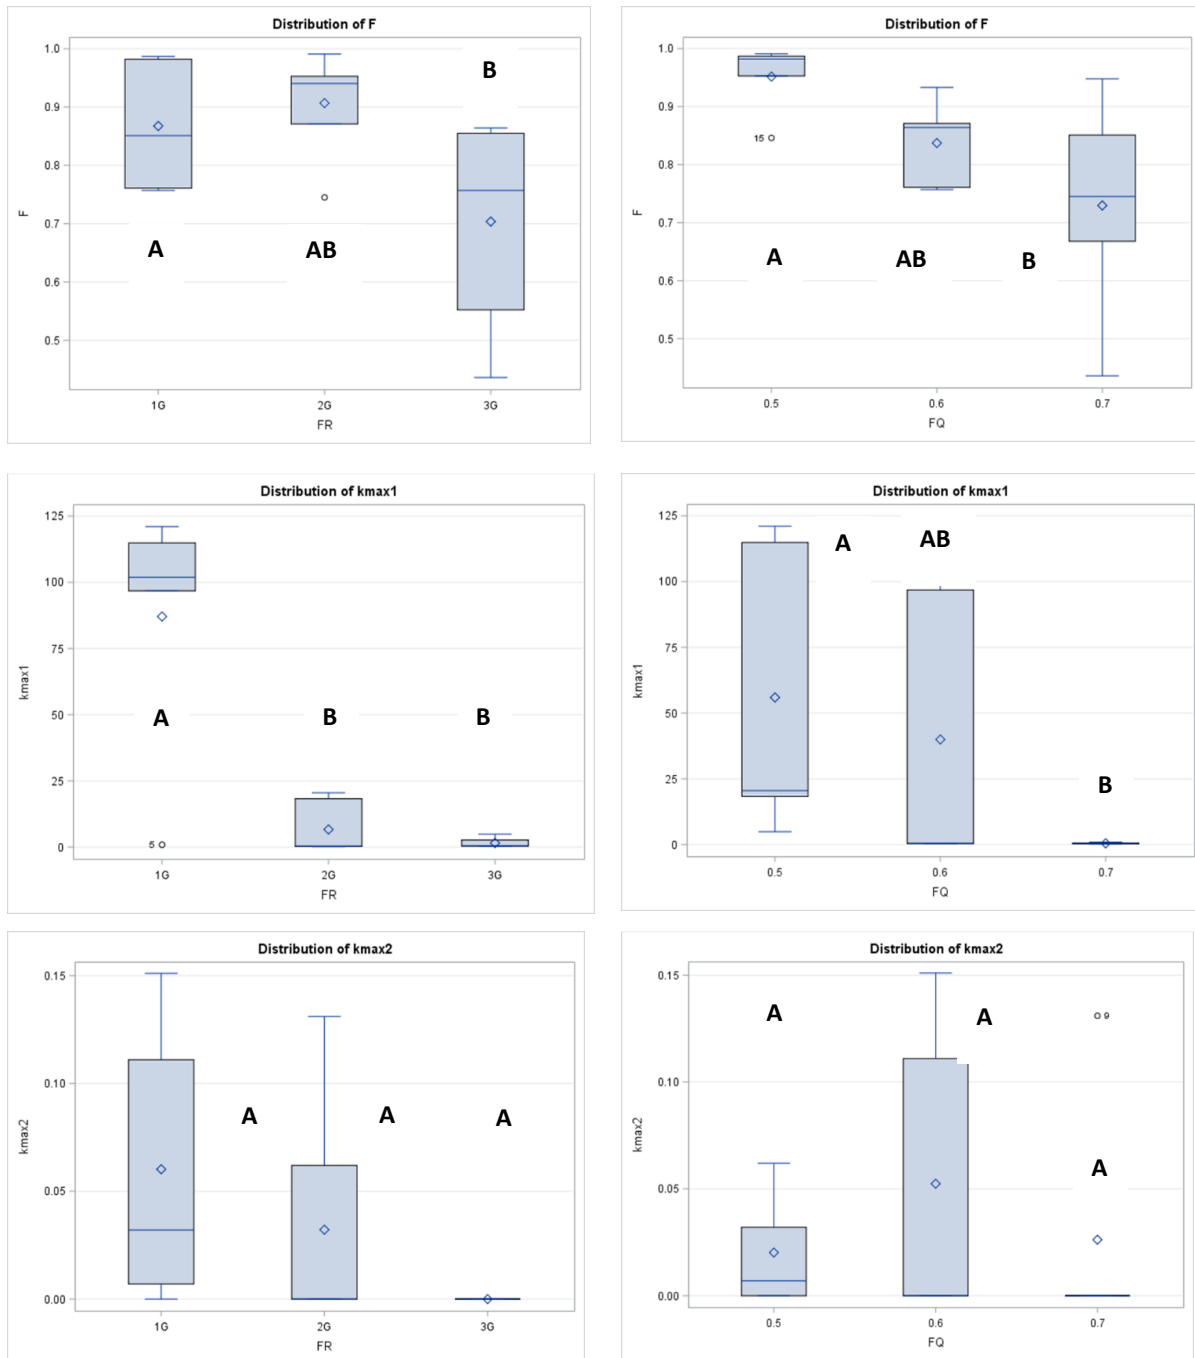 Distribution of F
1.0
0.9
0.8
0.7
0.6
0.5
F
B
A
AB
1G
2G
3G
FR
Distribution of F
1.0
0.9
0.8
0.7
0.6
0.5
F
15
A
AB
B
0.5
0.6
0.7
FQ
Distribution of kmax1
125
100
75
50
25
0
kmax1
A
B
B
5
1G
2G
3G
FR
Distribution of kmax1
125
100
75
50
25
0
kmax1
A
AB
B
0.5
0.6
0.7
FQ
Distribution of kmax2
0.15
0.10
0.05
0.00
kmax2
A
A
A
1G
2G
3G
FR
Distribution of kmax2
0.15
0.10
0.05
0.00
kmax2
A
A
9
A
0.5
0.6
0.7
FQ